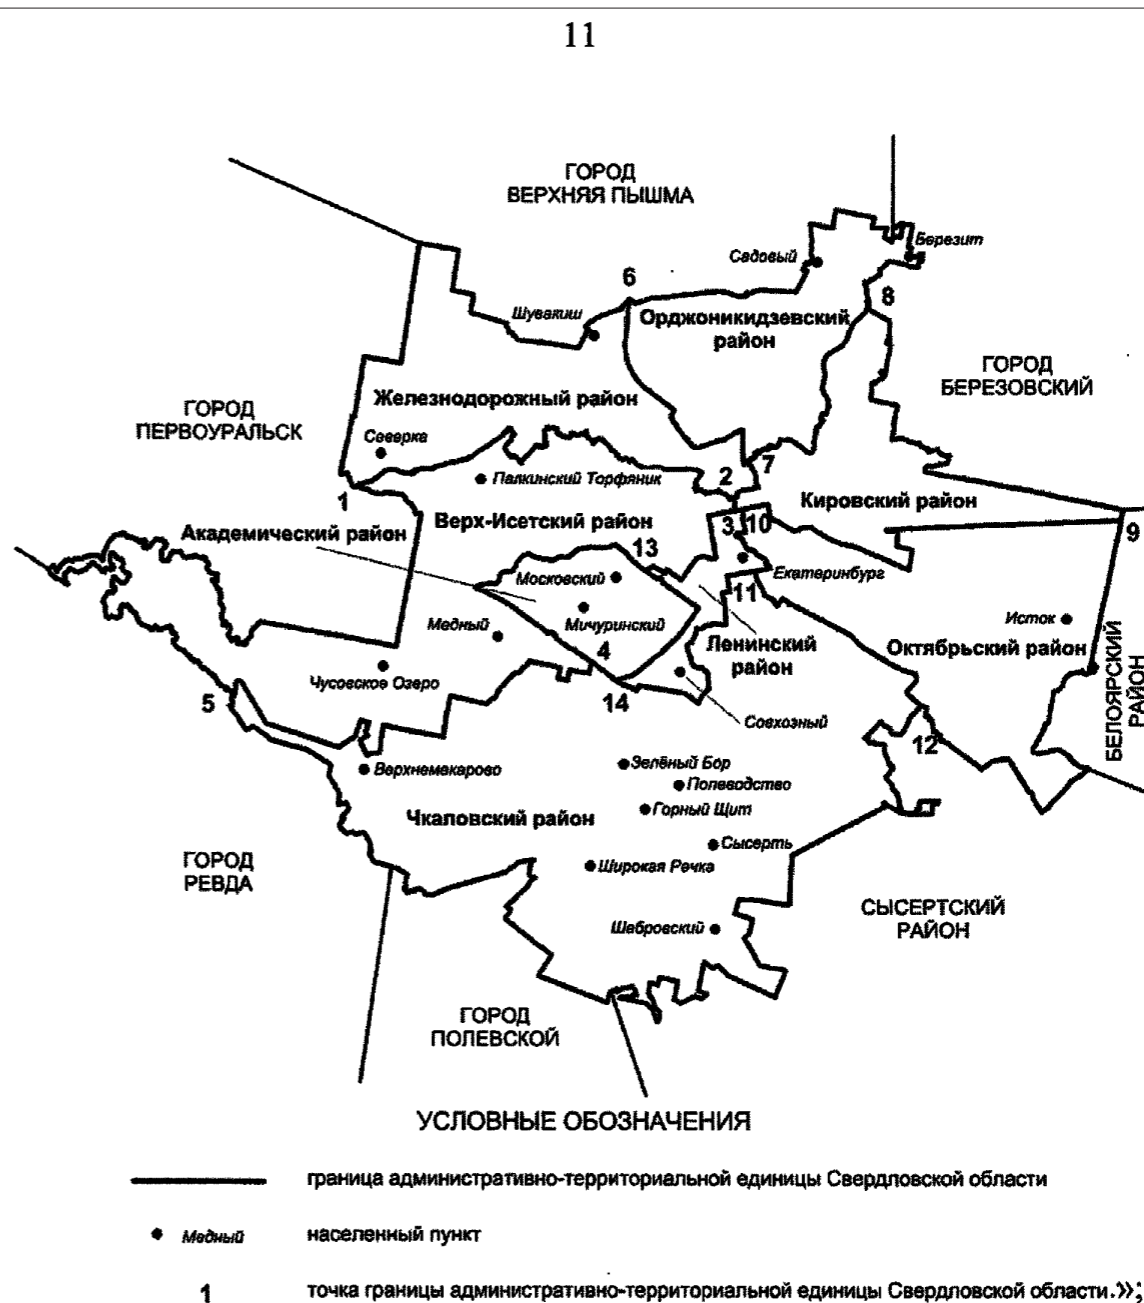 11
ГОРОД
ВЕРХНЯЯ ПЫШМА
Березит
Садовый
6
8
Шувакиш
Орджоникидзевский
район
ГОРОД
БЕРЕЗОВСКИЙ
Железнодорожный район
ГОРОД
ПЕРВОУРАЛЬСК
Северка
7
2
Палкинский Торфяник
1
Кировский район
Верх-Исетский район
3
10
9
Академический район
13
Екатеринбург
Московский
11
Исток
Мичуринский
Медный
4
Ленинский
район
Октябрьский район
БЕЛОЯРСКИЙ
РАЙОН
Чусовское Озеро
5
14
Совхозный
12
Верхнемакарово
Зелёный Бор
Полеводство
Горный Щит
Чкаловский район
Сысерть
ГОРОД
РЕВДА
Широкая Речка
СЫСЕРТСКИЙ
РАЙОН
Шабровский
ГОРОД
ПОЛЕВСКОЙ
УСЛОВНЫЕ ОБОЗНАЧЕНИЯ
граница административно-территориальной единицы Свердловской области
Медный
населенный пункт
1
точка границы административно-территориальной единицы Свердловской области.»;